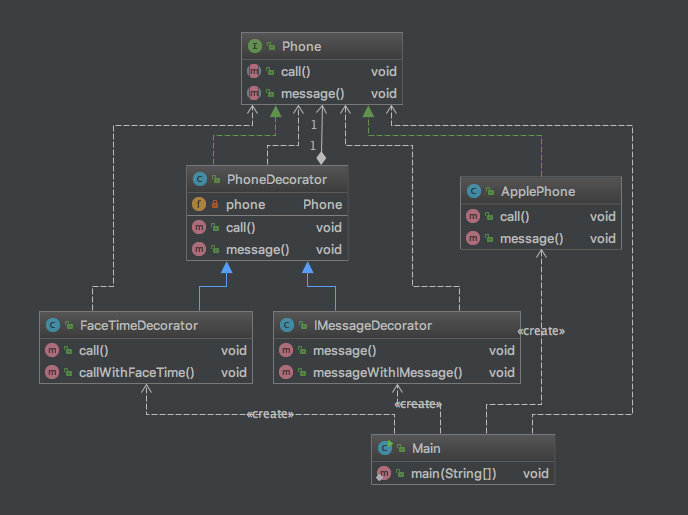 Phone
call() void
message() void
1
1
PhoneDecorator
phone Phone
call() void
message() void
ApplePhone
call() void
message() void
FaceTimeDecorator
call() void
callWithFaceTime() void
IMessageDecorator
message() void
messageWithIMessage() void
«create»
«create»
«create»
Main
main(String[]) void